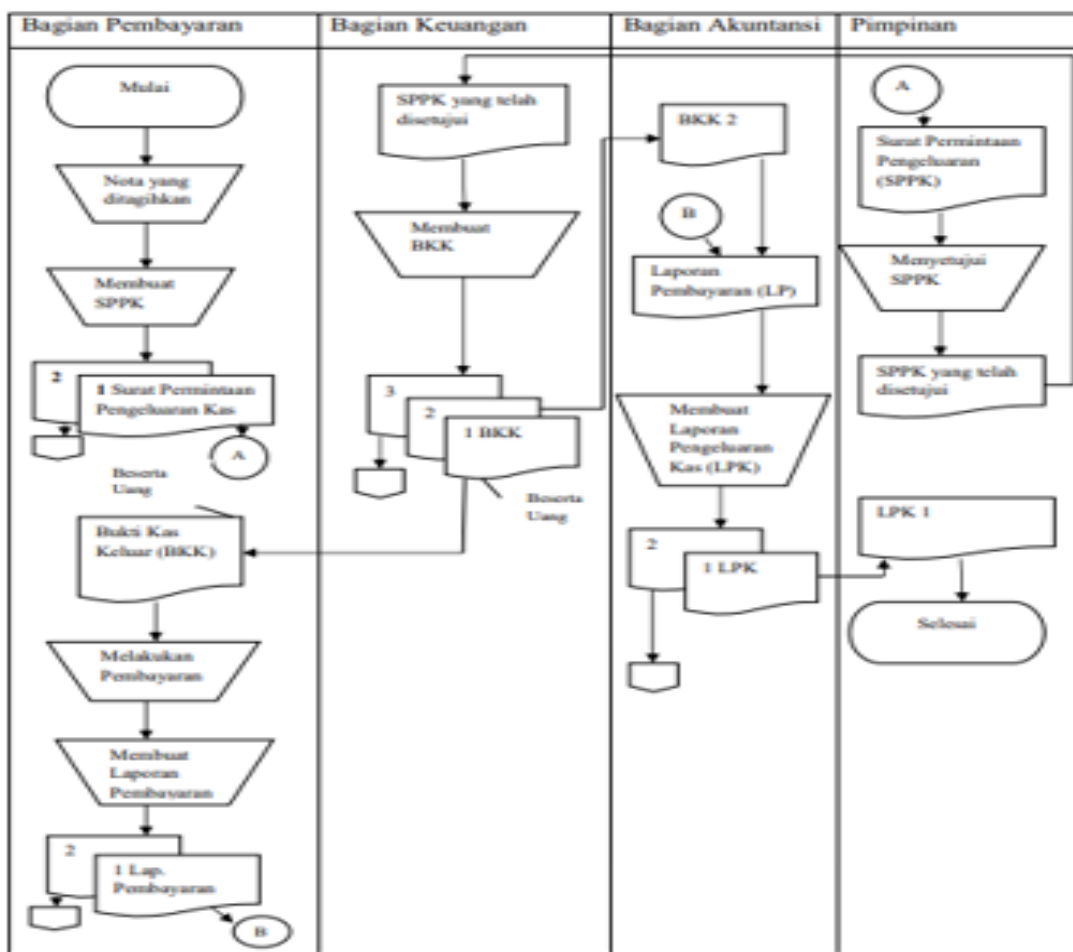 Bagian Pembayaran
Bagian Keuangan
Bagian Akuntansi
Pimpinan
Mulai
Nota yang
ditagihkan
Membuat
SPPK
2
1 Surat Permintaan
Pengeluaran Kas
A
Beserta
Uang
Bukti Kas
Keluar (BKK)
Melakukan
Pembayaran
Membuat
Laporan
Pembayaran
2
1 Lap.
Pembayaran
B
SPPK yang telah
disetujui
Membuat
BKK
3
2
1 BKK
Beserta
Uang
BKK 2
B
Laporan
Pembayaran (LP)
Membuat
Laporan
Pengeluaran
Kas (LPK)
2
1 LPK
A
Surat Permintaan
Pengeluaran
(SPPK)
Menyetujui
SPPK
SPPK yang telah
disetujui
LPK 1
Selesai